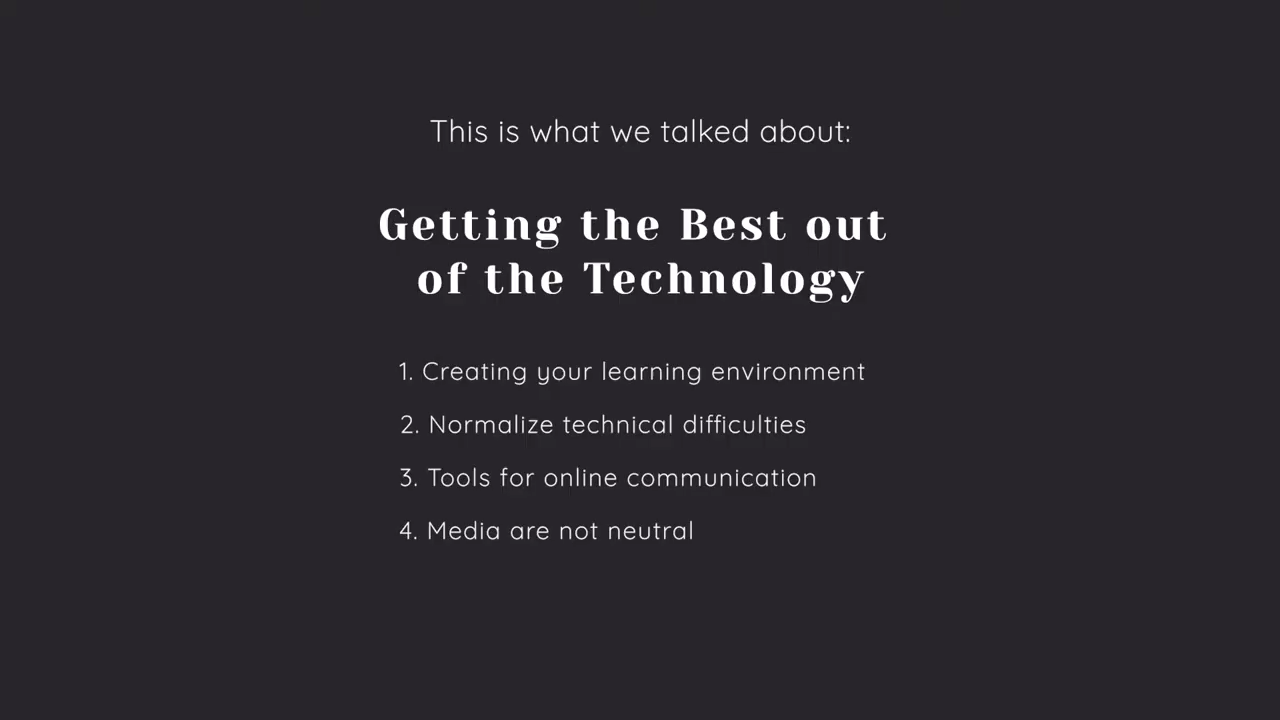 This is what we talked about:
Getting the Best out
of the Technology
1. Creating your learning environment
2. Normalize technical difficulties
3. Tools for online communication
4. Media are not neutral